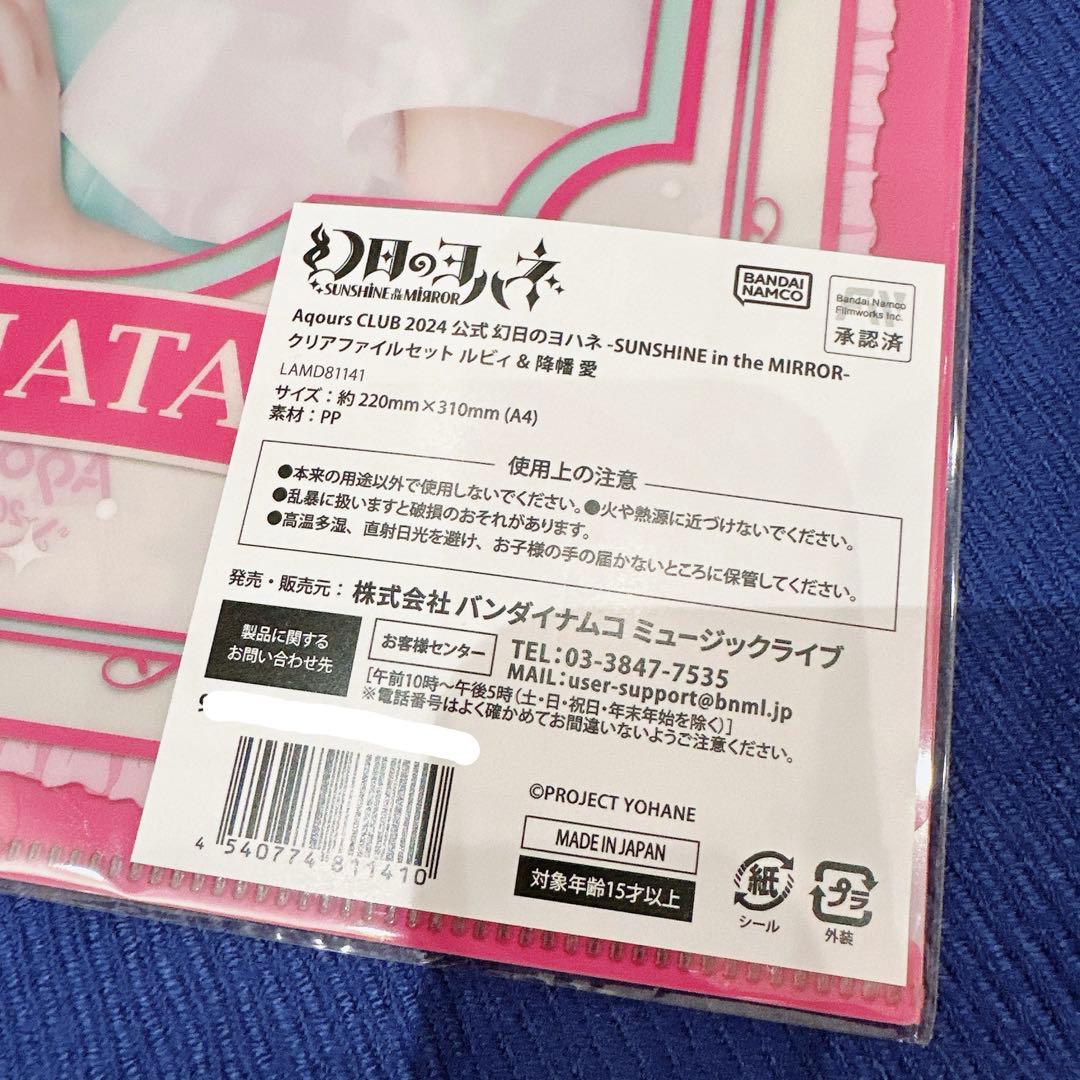 HATA
幻日のヨハネ
SUNSHINE IN THE MIRROR
BANDAI
NAMCO
Bandai Namco
Filmworks Inc.
承認済
Aqours CLUB 2024 公式 幻日のヨハネ -SUNSHINE in the MIRROR-
クリアファイルセット ルビィ & 降幡 愛
LAMD81141
サイズ：約 220mm×310mm (A4)
素材：PP
使用上の注意
●本来の用途以外で使用しないでください。●火や熱源に近づけないでください。
●乱暴に扱いますと破損のおそれがあります。
●高温多湿、直射日光を避け、お子様の手の届かないところに保管してください。
発売・販売元： 株式会社 バンダイナムコ ミュージックライブ
製品に関する
お問い合わせ先
お客様センター
TEL：03-3847-7535
MAIL：user-support@bnml.jp
[午前10時～午後5時（土・日・祝日・年末年始を除く）]
※電話番号はよく確かめてお間違いないようご注意ください。
4 540774 811410
©PROJECT YOHANE
MADE IN JAPAN
対象年齢15才以上
紙
シール
プラ
外装